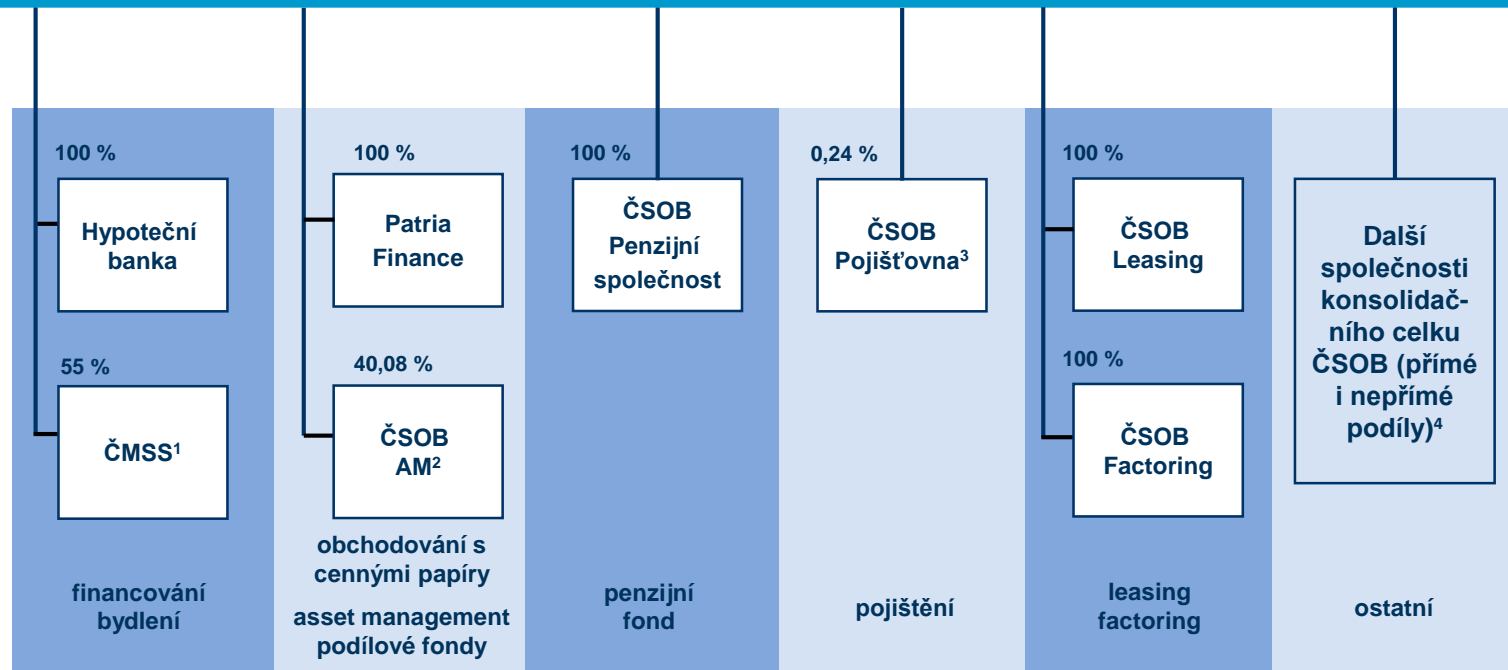 100 %
Hypoteční
banka
55 %
ČMSS¹
financování
bydlení
100 %
Patria
Finance
40,08 %
ČSOB
AM²
obchodování s
cennými papíry
asset management
podílové fondy
100 %
ČSOB
Penzijní
společnost
penzijní
fond
0,24 %
ČSOB
Pojišťovna³
pojištění
100 %
ČSOB
Leasing
100 %
ČSOB
Factoring
leasing
factoring
Další
společnosti
konsolidač-
ního celku
ČSOB (přímé
i nepřímé
podíly)⁴
ostatní